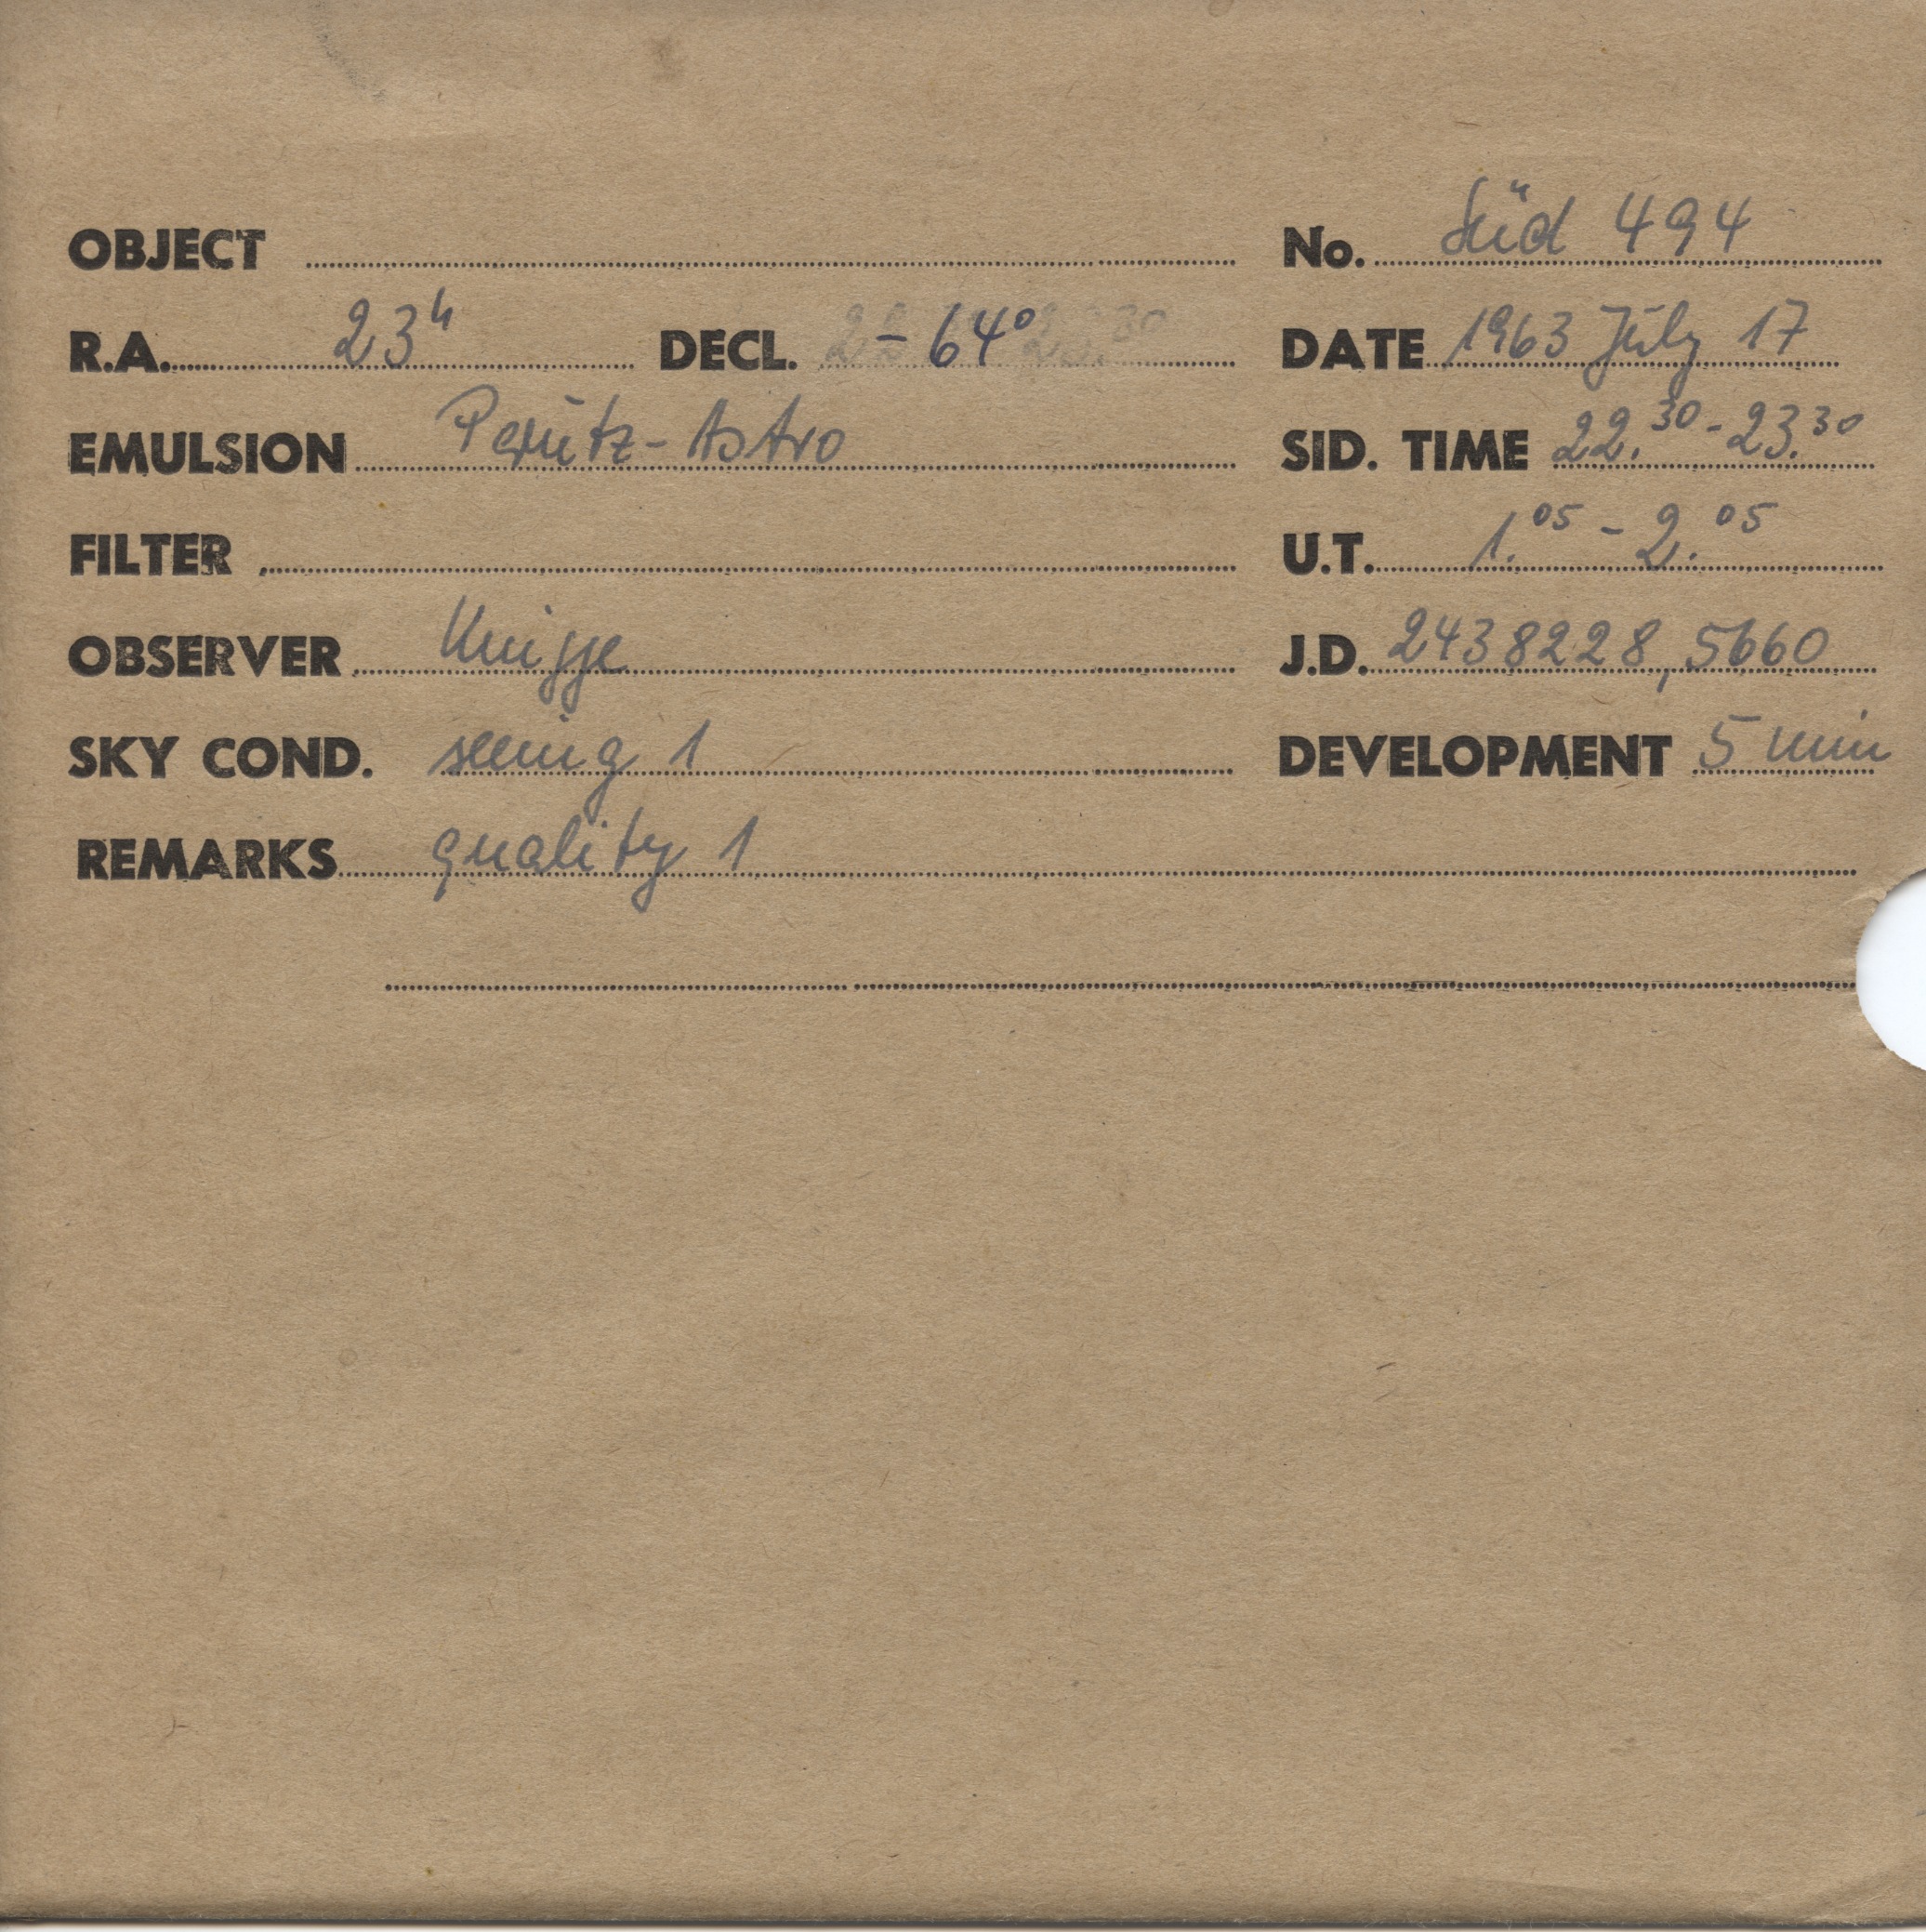 OBJECT No. Süd 494
R.A. 23h DECL. -64° DATE 1963 July 17
EMULSION Perutz-Astro SID. TIME 22.30-23.30
FILTER U.T. 1.05-2.05
OBSERVER Knigge J.D. 2438228,5660
SKY COND. seeing 1 DEVELOPMENT 5 min
REMARKS quality 1